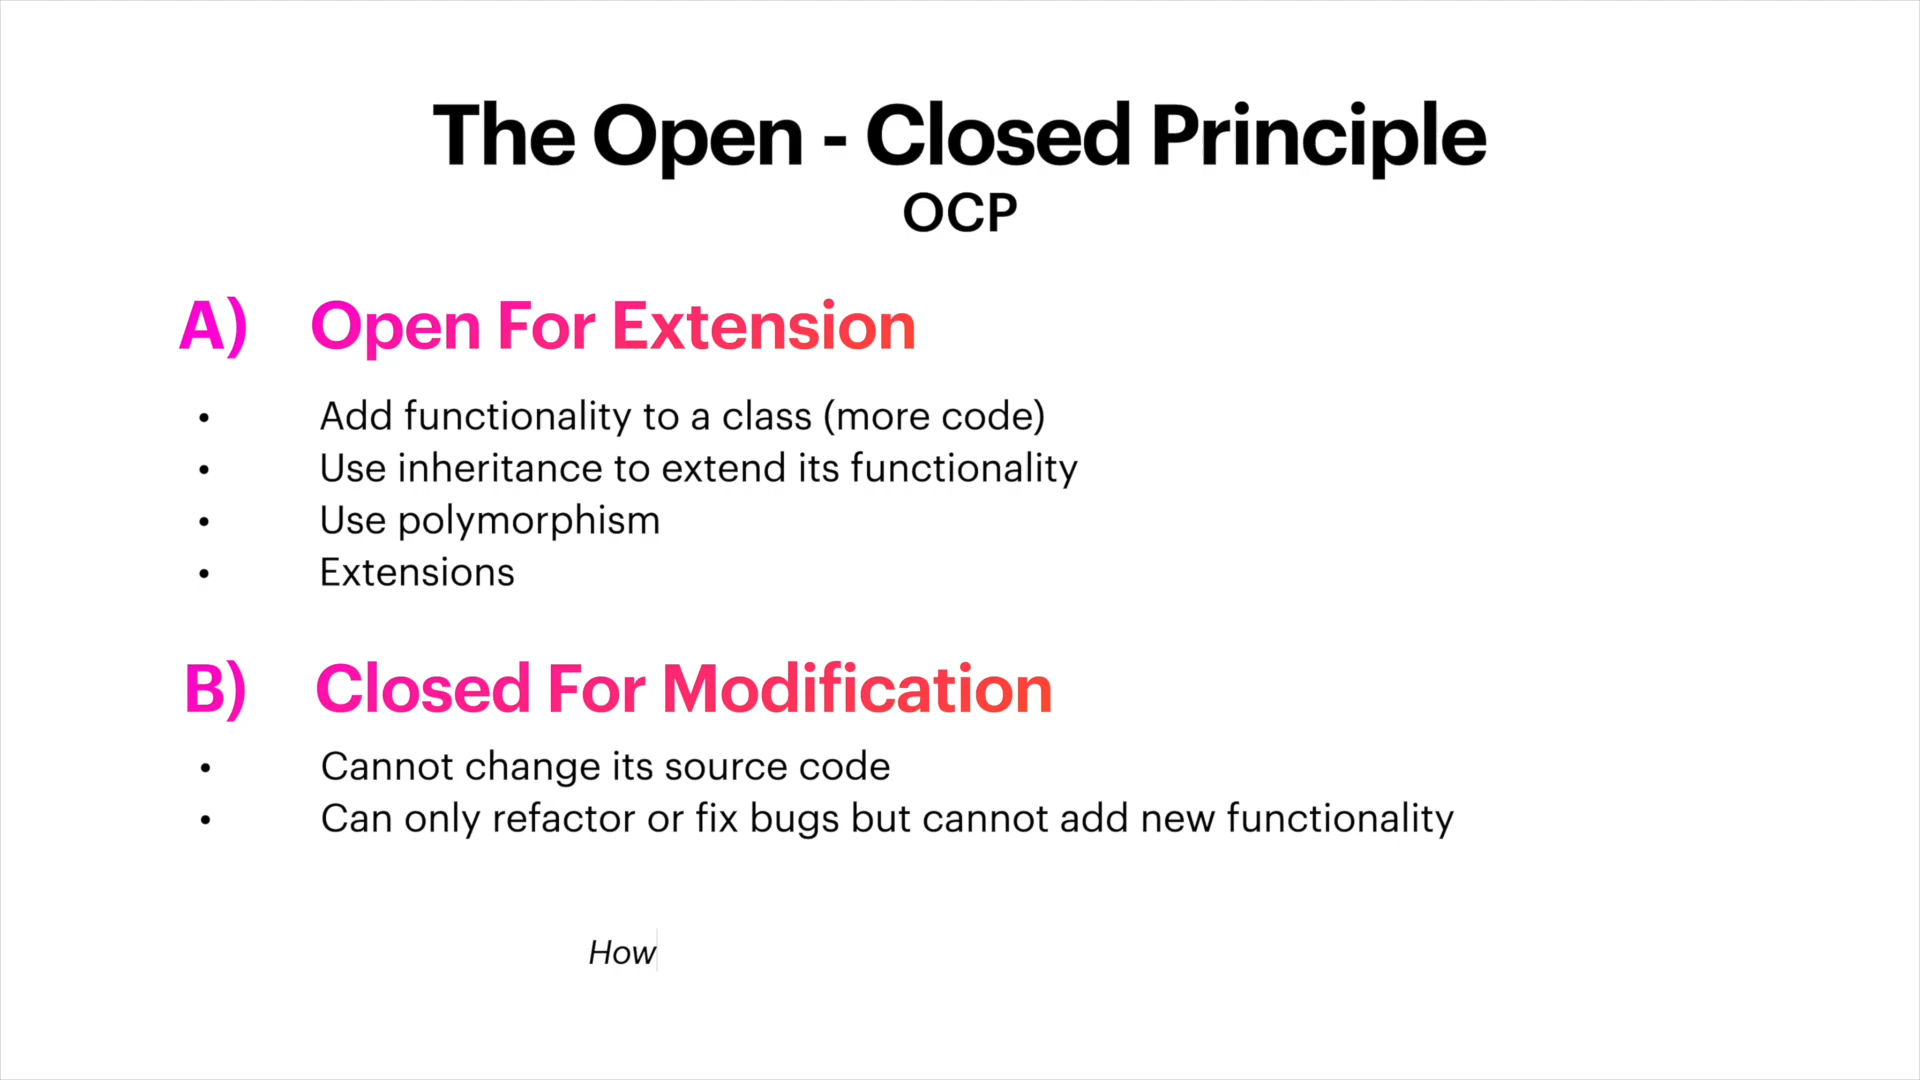 The Open - Closed Principle
OCP
A) Open For Extension
• Add functionality to a class (more code)
• Use inheritance to extend its functionality
• Use polymorphism
• Extensions
B) Closed For Modification
• Cannot change its source code
• Can only refactor or fix bugs but cannot add new functionality
How